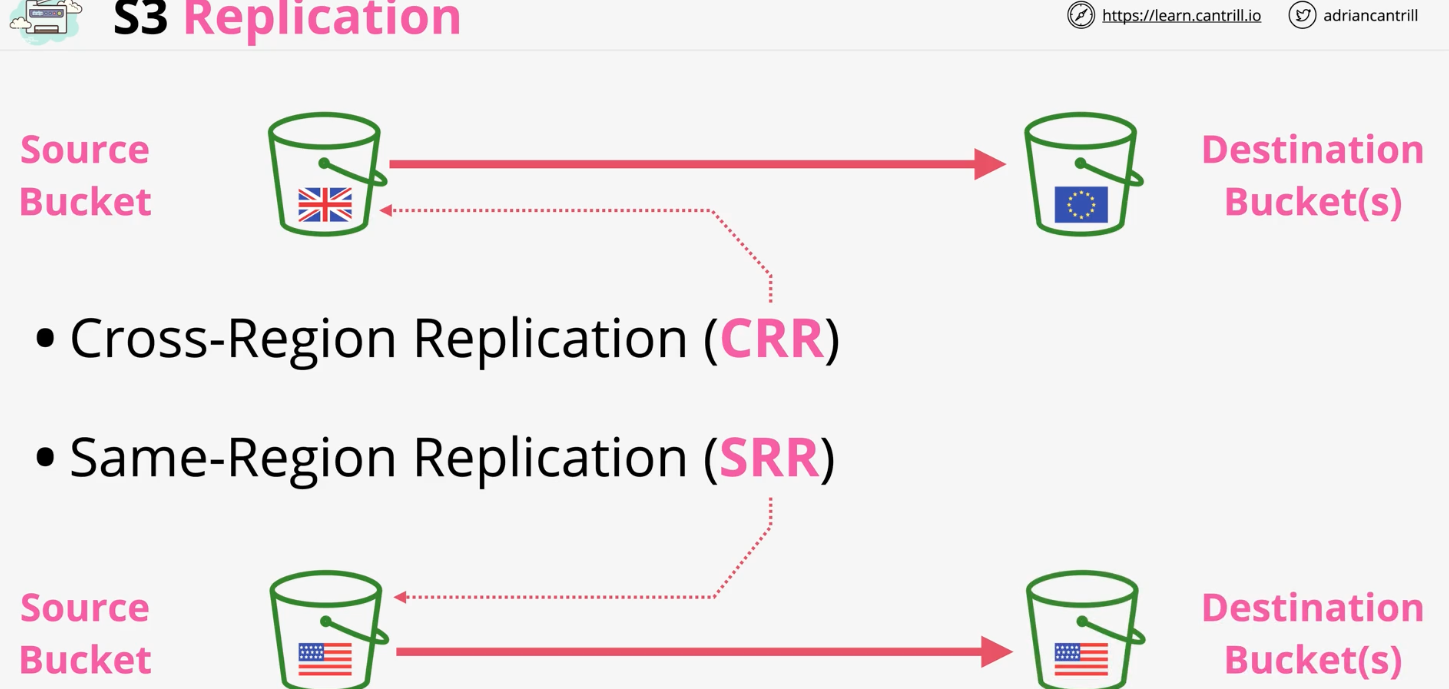 S3 Replication
https://learn.cantrill.io
adriancantrill
Source
Bucket
Destination
Bucket(s)
• Cross-Region Replication (CRR)
• Same-Region Replication (SRR)
Source
Bucket
Destination
Bucket(s)